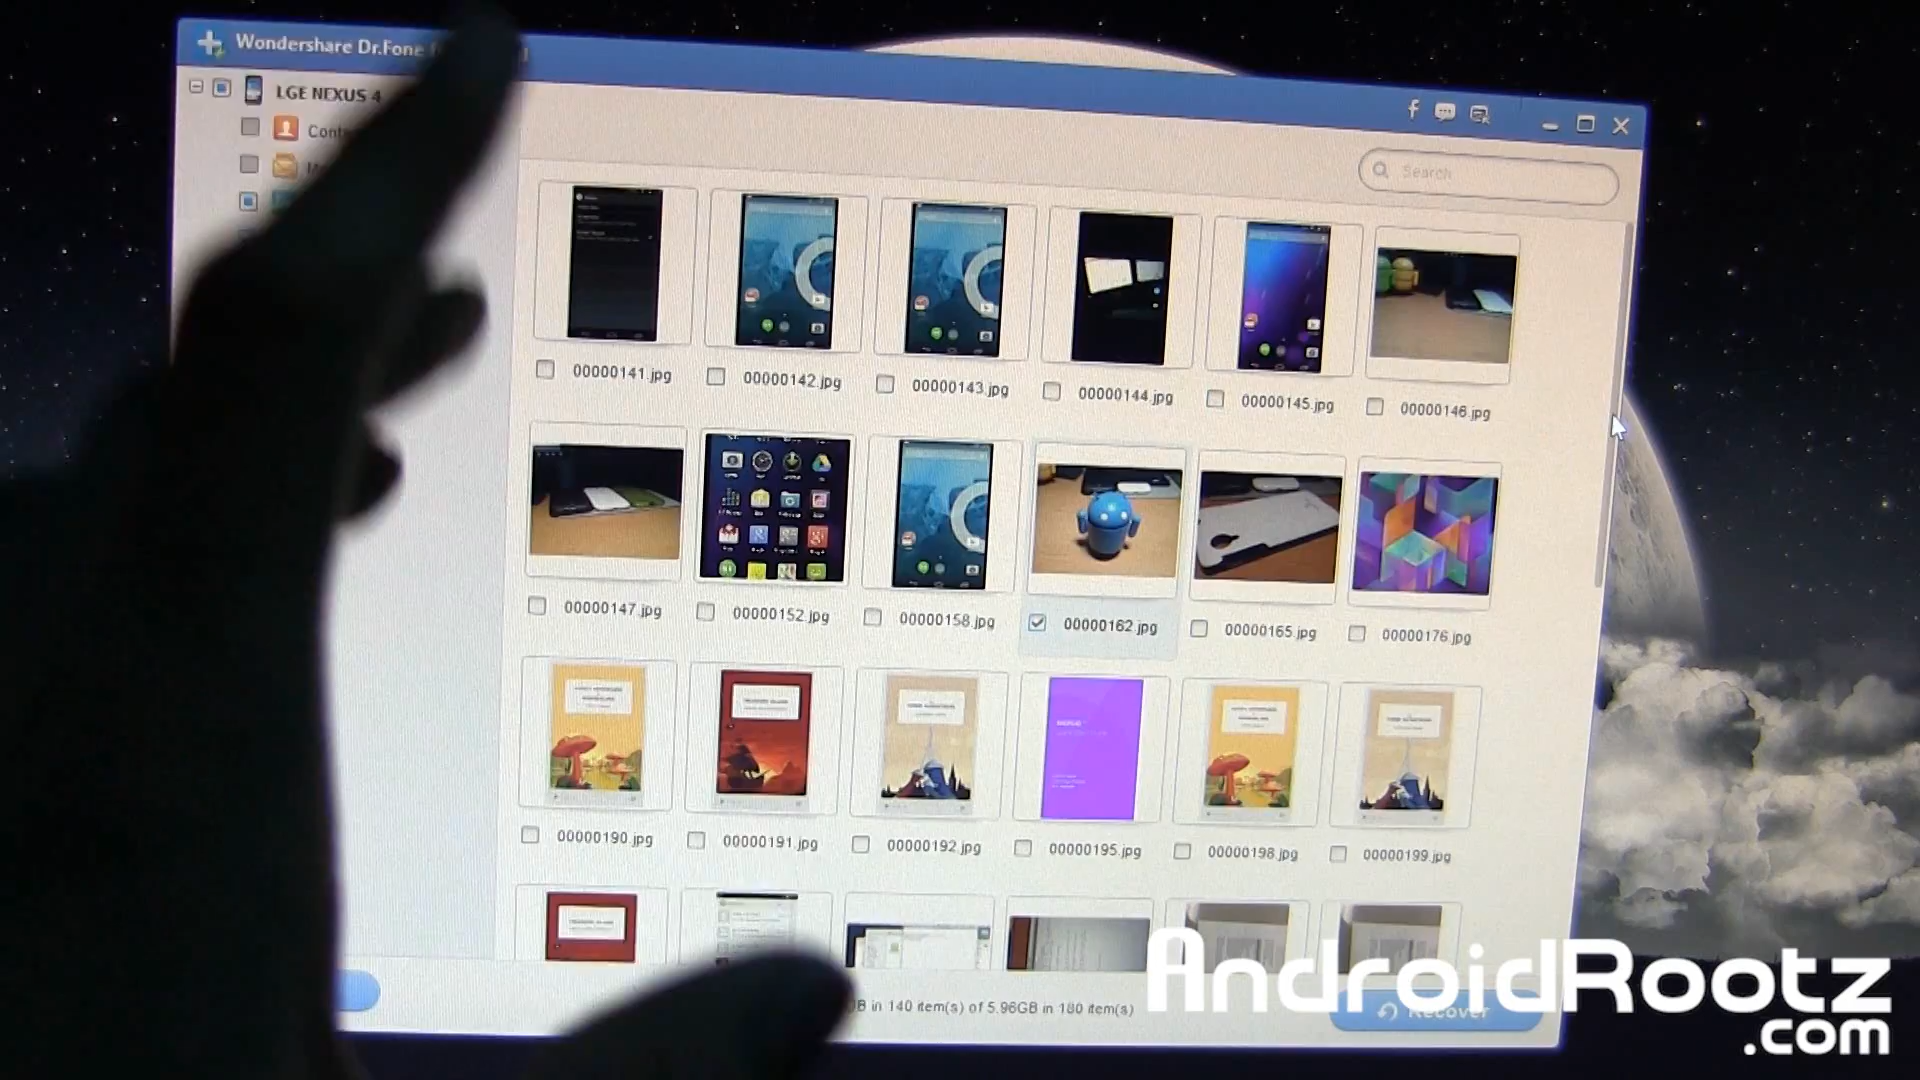 Wondershare Dr.Fone
LGE NEXUS 4
Search
00000141.jpg
00000142.jpg
00000143.jpg
00000144.jpg
00000145.jpg
00000146.jpg
00000147.jpg
00000152.jpg
00000158.jpg
00000162.jpg
00000165.jpg
00000176.jpg
00000190.jpg
00000191.jpg
00000192.jpg
00000195.jpg
00000198.jpg
00000199.jpg
in 140 item(s) of 5.96GB in 180 item(s)
Recover
AndroidRootz
.com